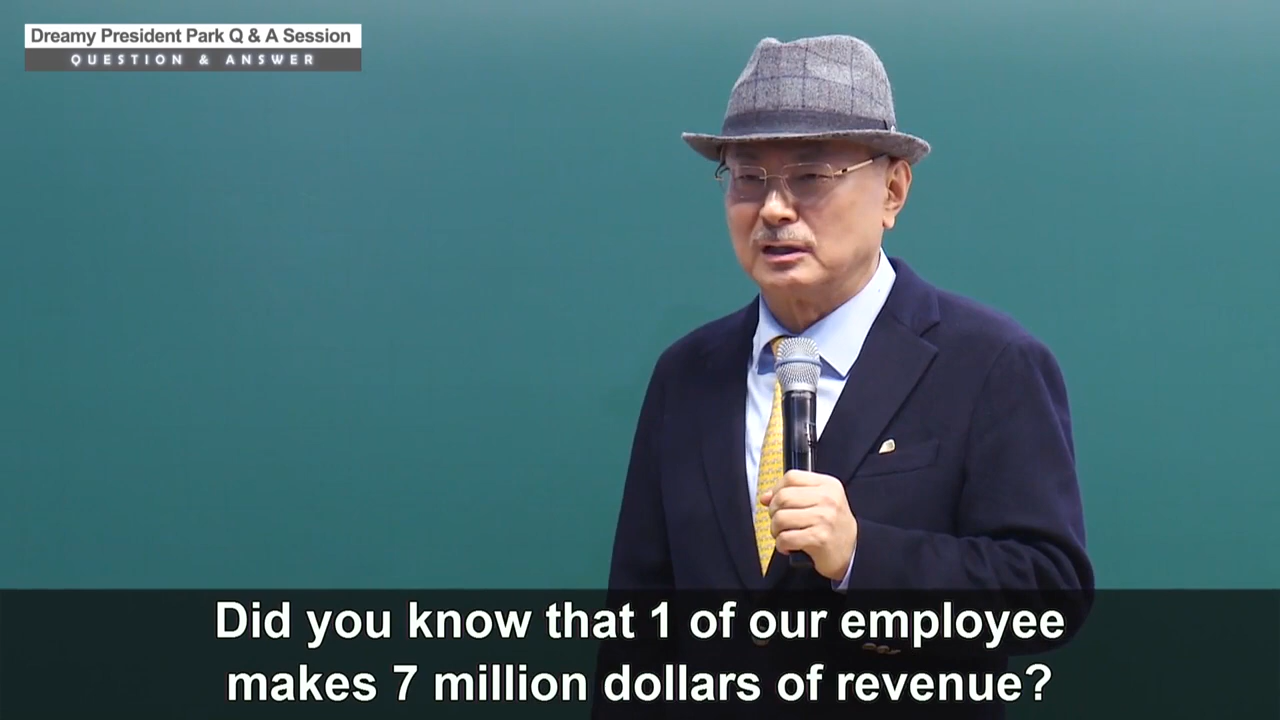 Dreamy President Park Q & A Session
QUESTION & ANSWER
Did you know that 1 of our employee
makes 7 million dollars of revenue?